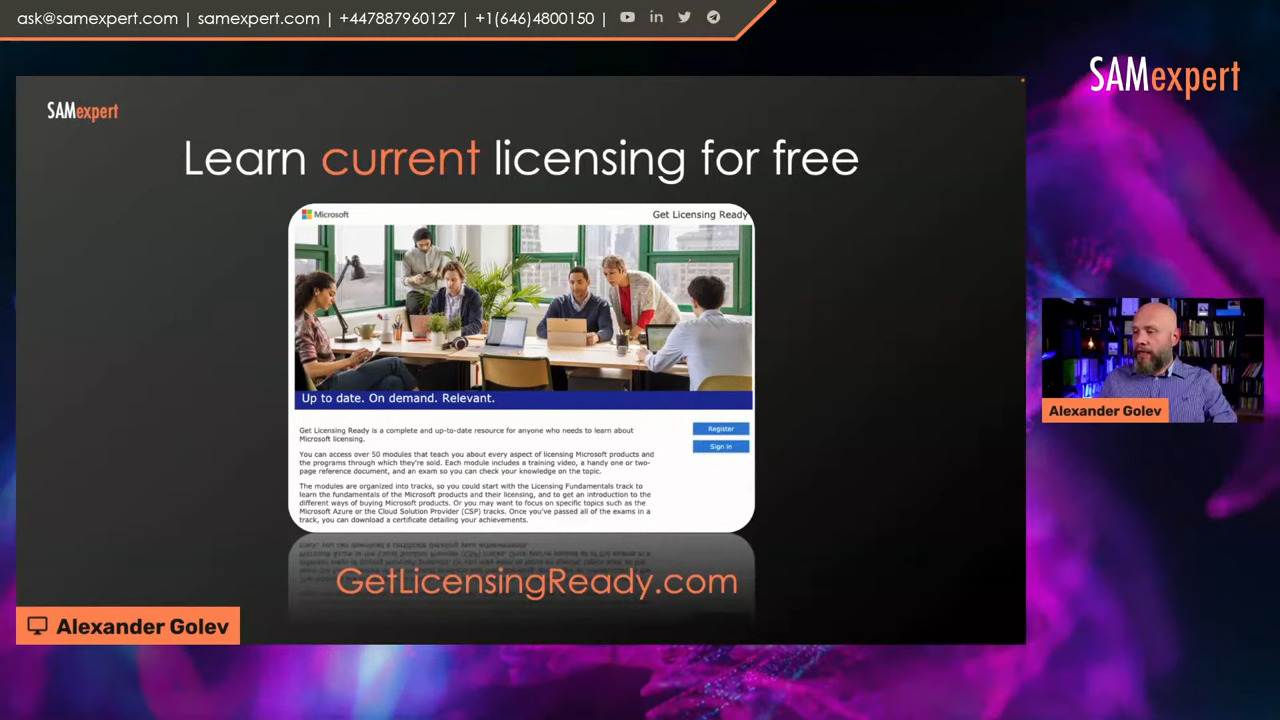 ask@samexpert.com | samexpert.com | +447887960127 | +1(646)4800150 |
SAMexpert
SAMexpert
Learn current licensing for free
Microsoft
Get Licensing Ready
Up to date. On demand. Relevant.
Get Licensing Ready is a complete and up-to-date resource for anyone who needs to learn about
Microsoft licensing.
Register
Sign In
You can access over 50 modules that teach you about every aspect of licensing Microsoft products and
the programs through which they're sold. Each module includes a training video, a handy one or two-
page reference document, and an exam so you can check your knowledge on the topic.
The modules are organized into tracks, so you could start with the Licensing Fundamentals track to
learn the fundamentals of the Microsoft products and their licensing, and to get an introduction to the
different ways of buying Microsoft products. Or you may want to focus on specific topics such as the
Microsoft Azure or the Cloud Solution Provider (CSP) tracks. Once you've passed all of the exams in a
track, you can download a certificate detailing your achievements.
GetLicensingReady.com
Alexander Golev
Alexander Golev